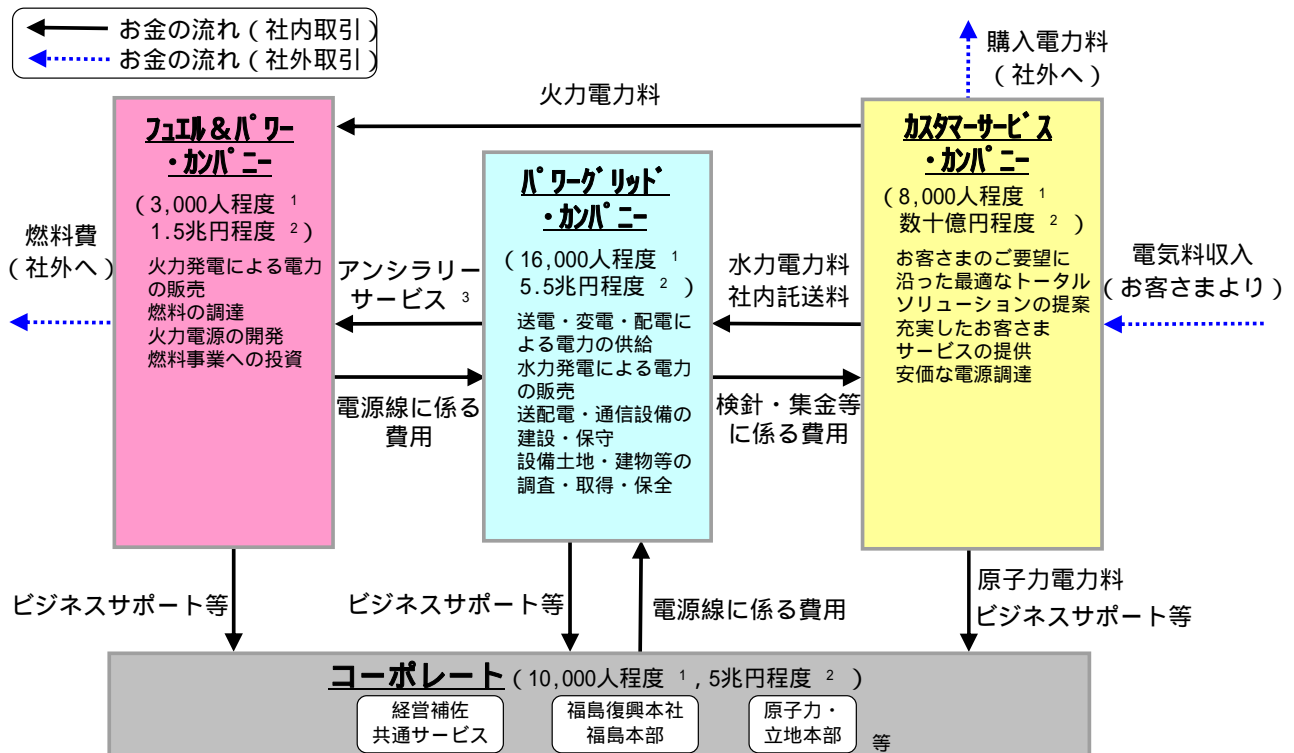 お金の流れ(社内取引)
お金の流れ(社外取引)
購入電力料
(社外へ)
火力電力料
フュエル&パワー
・カンパニー
(3,000人程度 1
1.5兆円程度 2)
火力発電による電力
の販売
燃料の調達
火力電源の開発
燃料事業への投資
燃料費
(社外へ)
アンシラリー
サービス 3
電源線に係る
費用
パワーグリッド
・カンパニー
(16,000人程度 1
5.5兆円程度 2)
送電・変電・配電に
よる電力の供給
水力発電による電力
の販売
送配電・通信設備の
建設・保守
設備土地・建物等の
調査・取得・保全
水力電力料
社内託送料
検針・集金等
に係る費用
カスタマーサービス
・カンパニー
(8,000人程度 1
数十億円程度 2)
お客さまのご要望に
沿った最適なトータル
ソリューションの提案
充実したお客さま
サービスの提供
安価な電源調達
電気料収入
(お客さまより)
ビジネスサポート等
ビジネスサポート等
電源線に係る費用
原子力電力料
ビジネスサポート等
コーポレート(10,000人程度 1,5兆円程度 2)
経営補佐
共通サービス
福島復興本社
福島本部
原子力・
立地本部
等